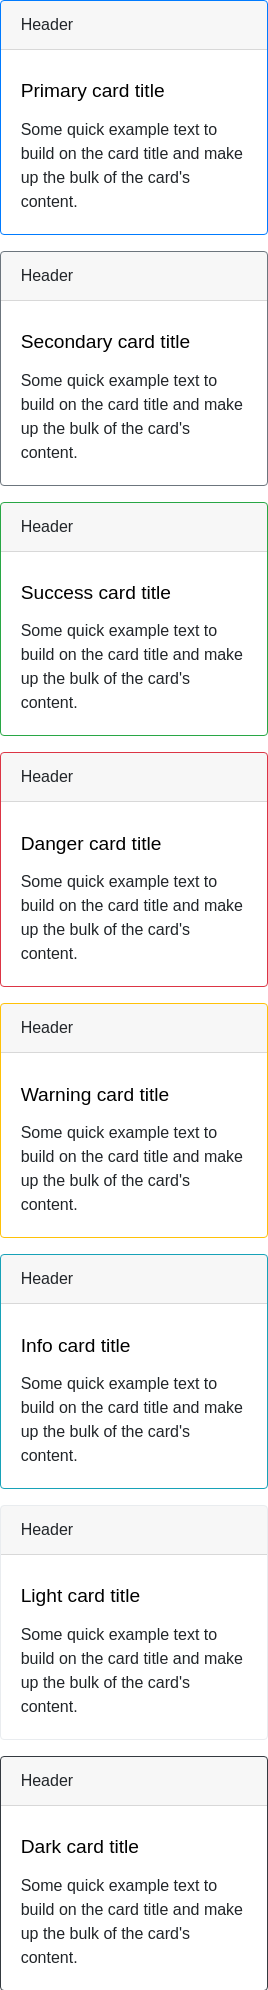 Header
Primary card title
Some quick example text to
build on the card title and make
up the bulk of the card's
content.
Header
Secondary card title
Some quick example text to
build on the card title and make
up the bulk of the card's
content.
Header
Success card title
Some quick example text to
build on the card title and make
up the bulk of the card's
content.
Header
Danger card title
Some quick example text to
build on the card title and make
up the bulk of the card's
content.
Header
Warning card title
Some quick example text to
build on the card title and make
up the bulk of the card's
content.
Header
Info card title
Some quick example text to
build on the card title and make
up the bulk of the card's
content.
Header
Light card title
Some quick example text to
build on the card title and make
up the bulk of the card's
content.
Header
Dark card title
Some quick example text to
build on the card title and make
up the bulk of the card's
content.